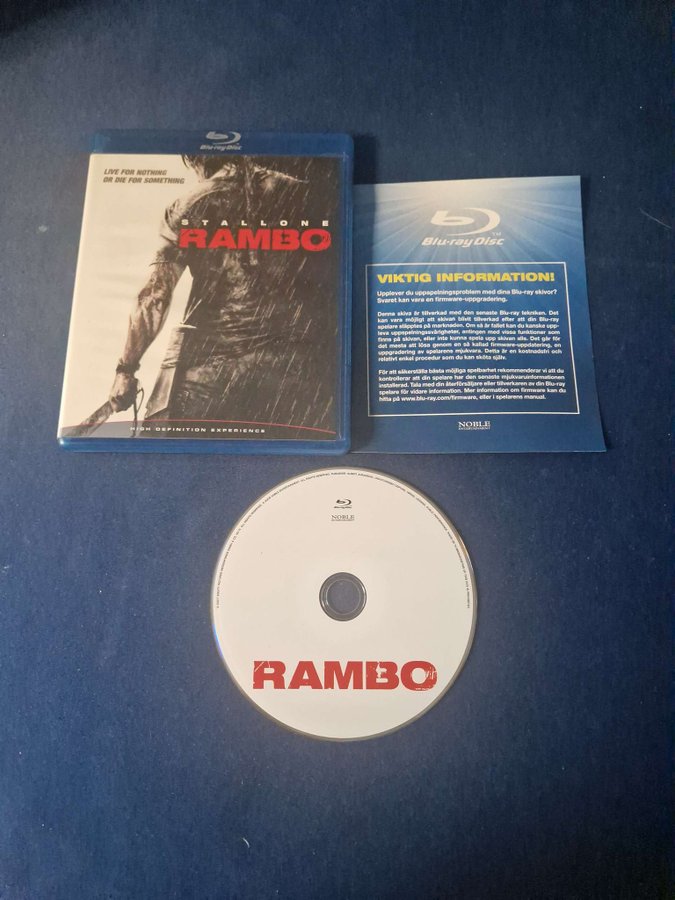 Blu-ray Disc
LIVE FOR NOTHING
OR DIE FOR SOMETHING
STALLONE
RAMBO
HIGH DEFINITION EXPERIENCE
Blu-ray Disc™
VIKTIG INFORMATION!
Upplever du uppspelningsproblem med dina Blu-ray skivor?
Svaret kan vara en firmware-uppgradering.
Denna skiva är tillverkad med den senaste Blu-ray tekniken. Det
kan vara möjligt att skivan blivit tillverkad efter att din Blu-ray
spelare släpptes på marknaden. Om så är fallet kan du kanske upp-
leva uppspelningssvårigheter, antingen med vissa funktioner som
finns på skivan, eller inte kunna spela upp skivan alls. Det går för
det mesta att lösa genom en så kallad firmware-uppdatering, en
uppgradering av spelarens mjukvara. Detta är en kostnadsfri och
relativt enkel procedur som du kan sköta själv.
För att säkerställa bästa möjliga spelbarhet rekommenderar vi att du
kontrollerar att din spelare har den senaste mjukvaruinformationen
installerad. Tala med din återförsäljare eller tillverkaren av din Blu-ray
spelare för vidare information. Mer information om firmware kan du
hitta på www.blu-ray.com/firmware, eller i spelarens manual.
NOBLE
ENTERTAINMENT
Blu-ray Disc
NOBLE
ENTERTAINMENT
RAMBO